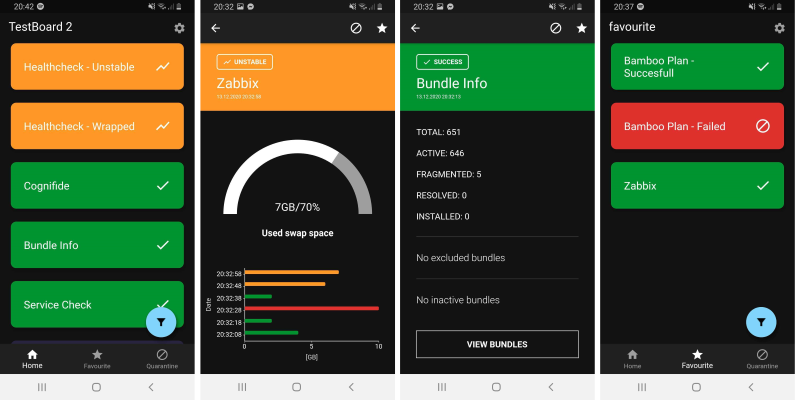 20:42
TestBoard 2
Healthcheck - Unstable
Healthcheck - Wrapped
Cognifide
Bundle Info
Service Check
Home
Favourite
Quarantine
20:32
UNSTABLE
Zabbix
13.12.2020 20:32:58
7GB/70%
Used swap space
Date
20:32:58
20:32:48
20:32:38
20:32:28
20:32:18
20:32:08
0 5 10
[GB]
20:32
SUCCESS
Bundle Info
13.12.2020 20:32:13
TOTAL: 651
ACTIVE: 646
FRAGMENTED: 5
RESOLVED: 0
INSTALLED: 0
No excluded bundles
No inactive bundles
VIEW BUNDLES
20:37
favourite
Bamboo Plan -
Succesfull
Bamboo Plan - Failed
Zabbix
Home
Favourite
Quarantine